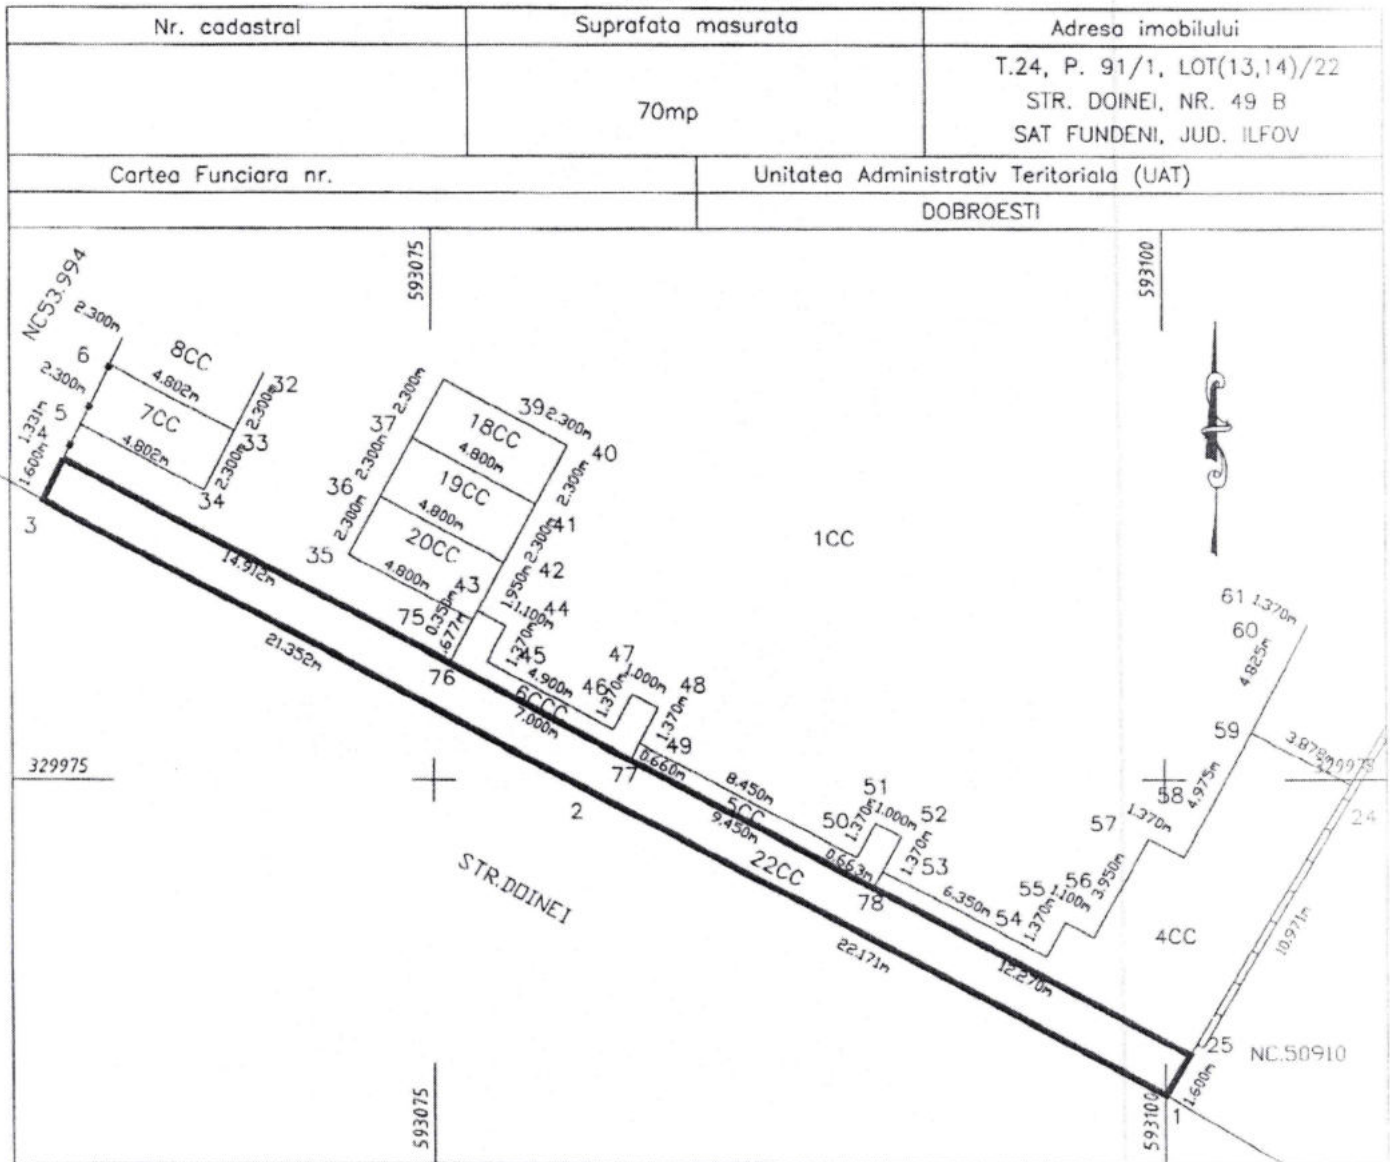 Nr. cadastral
Suprafata masurata
Adresa imobilului
70mp
T.24, P. 91/1, LOT(13,14)/22
STR. DOINEI, NR. 49 B
SAT FUNDENI, JUD. ILFOV
Cartea Funciara nr.
Unitatea Administrativ Teritoriala (UAT)
DOBROESTI
593075
593100
NC53.994
2.300m
6
8CC
4.802m
32
2.300m
5
7CC
2.300m
33
1.331m
4
4.802m
2.300m
1.600m
34
3
2.300m
39
2.300m
37
18CC
40
4.800m
2.300m
2.300m
36
19CC
4.800m
41
2.300m
2.300m
35
20CC
42
4.800m
1.950m
43
1.100m
44
75
0.350m
.677m
1.370m
45
76
4.900m
46
47
1.000m
48
1.370m
1.370m
6CC
7.000m
49
77
0.660m
14.912m
21.352m
1CC
61
1.370m
60
4.825m
59
3.878m
329975
329975
2
8.450m
51
50
1.000m
52
1.370m
1.370m
5CC
9.450m
0.663m
53
22CC
78
6.350m
54
55
56
1.100m
1.370m
57
1.370m
58
4.975m
3.950m
24
4CC
10.971m
STR.DOINEI
22.171m
12.270m
25
NC.50910
1.600m
1
593075
593100